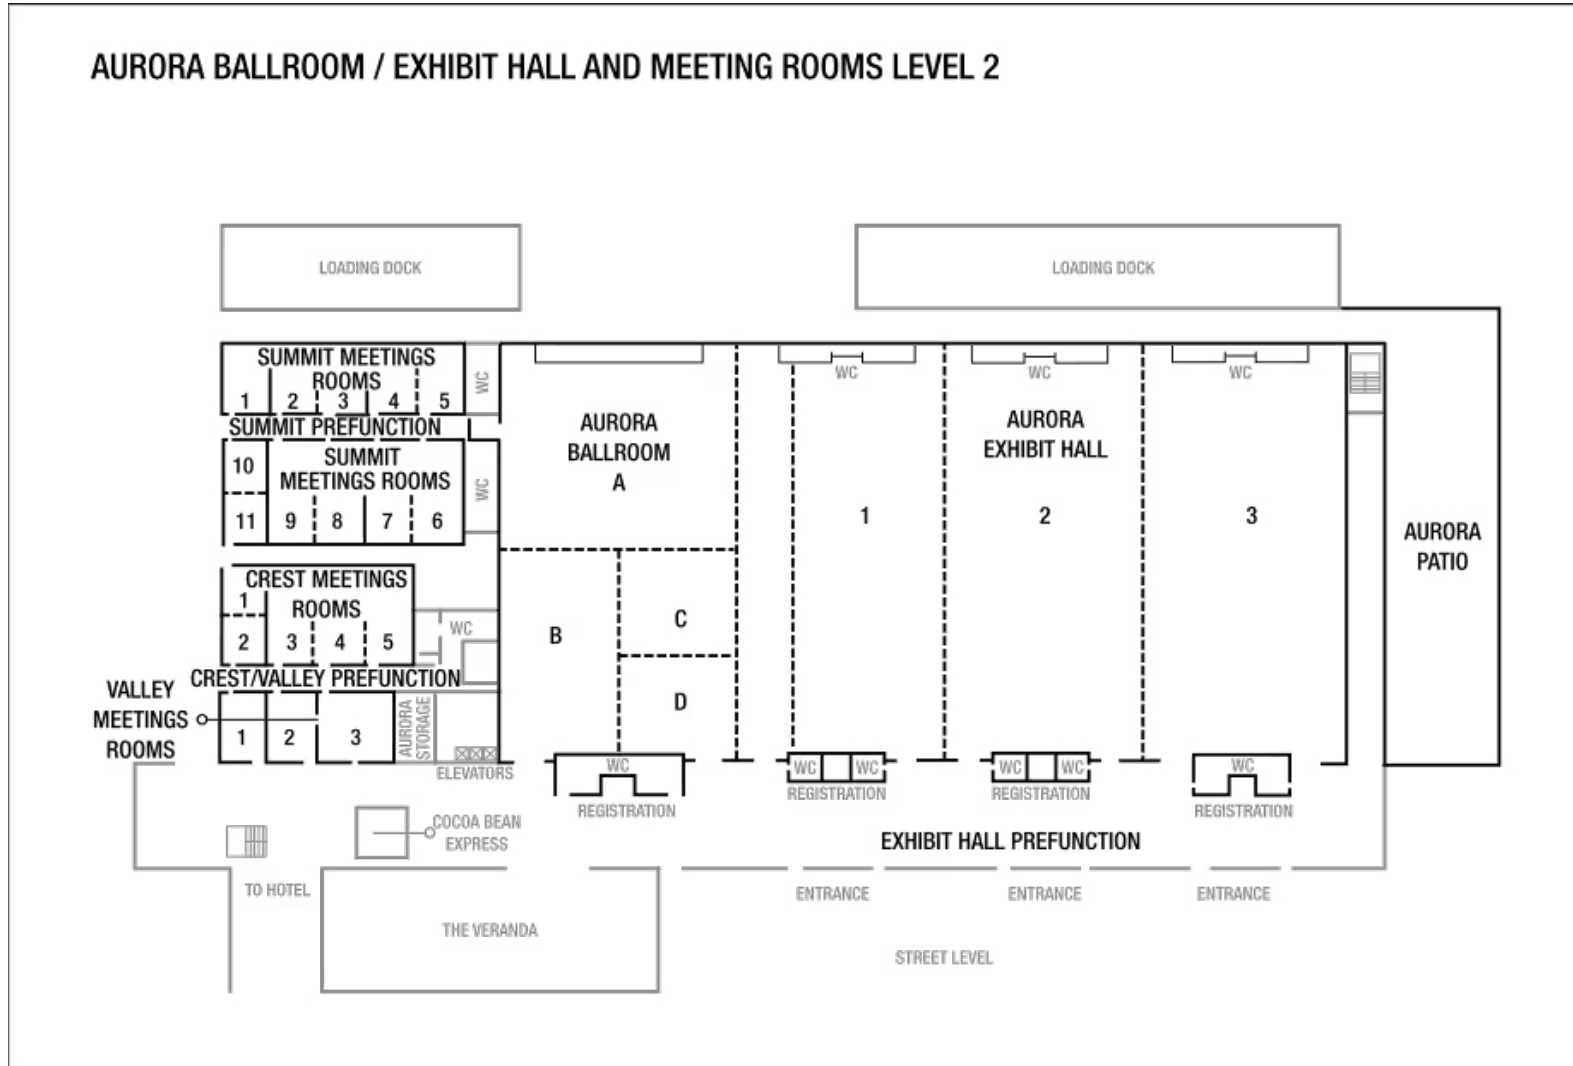 AURORA BALLROOM / EXHIBIT HALL AND MEETING ROOMS LEVEL 2
LOADING DOCK
LOADING DOCK
SUMMIT MEETINGS
ROOMS
1
2
3
4
5
WC
SUMMIT PREFUNCTION
10
11
SUMMIT
MEETINGS ROOMS
9
8
7
6
WC
CREST MEETINGS
ROOMS
1
2
3
4
5
WC
CREST/VALLEY PREFUNCTION
VALLEY
MEETINGS
ROOMS
1
2
3
AURORA
STORAGE
ELEVATORS
AURORA
BALLROOM
A
B
C
D
WC
REGISTRATION
WC
WC
WC
AURORA
EXHIBIT HALL
1
2
3
WC
WC
REGISTRATION
WC
WC
REGISTRATION
WC
REGISTRATION
AURORA
PATIO
COCOA BEAN
EXPRESS
EXHIBIT HALL PREFUNCTION
TO HOTEL
THE VERANDA
ENTRANCE
ENTRANCE
ENTRANCE
STREET LEVEL